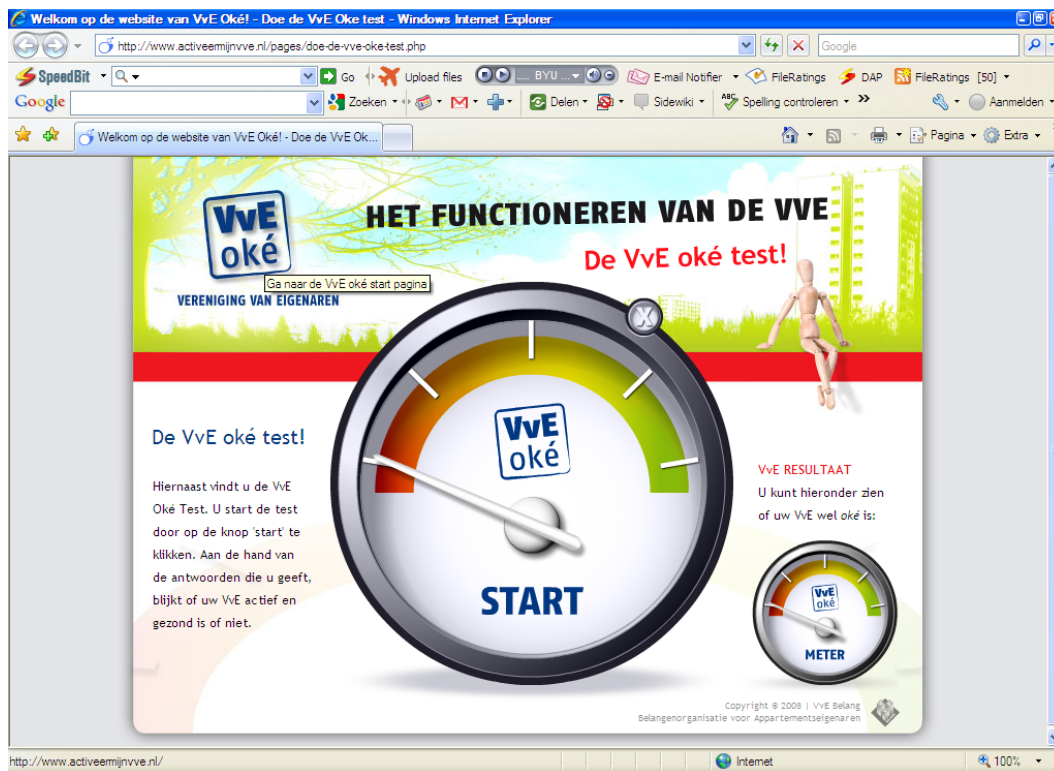 Welkom op de website van VvE Oké! - Doe de VvE Oke test - Windows Internet Explorer
http://www.activeermijnvve.nl/pages/doe-de-vve-oke-test.php
Google
SpeedBit
Go
Upload files
.... BYU ...
E-mail Notifier
FileRatings
DAP
FileRatings [50]
Google
Zoeken
Delen
Sidewiki
ABC
Spelling controleren
Aanmelden
Welkom op de website van VvE Oké! - Doe de VvE Ok...
Pagina
Extra
VvE
oké
VERENIGING VAN EIGENAREN
Ga naar de VvE oké start pagina
HET FUNCTIONEREN VAN DE VVE
De VvE oké test!
X
De VvE oké test!
Hiernaast vindt u de VvE
Oké Test. U start de test
door op de knop 'start' te
klikken. Aan de hand van
de antwoorden die u geeft,
blijkt of uw VvE actief en
gezond is of niet.
VvE
oké
START
VvE RESULTAAT
U kunt hieronder zien
of uw VvE wel oké is:
VvE
oké
METER
Copyright © 2008 | VvE Belang
Belangenorganisatie voor Appartementseigenaren
http://www.activeermijnvve.nl/
Internet
100%